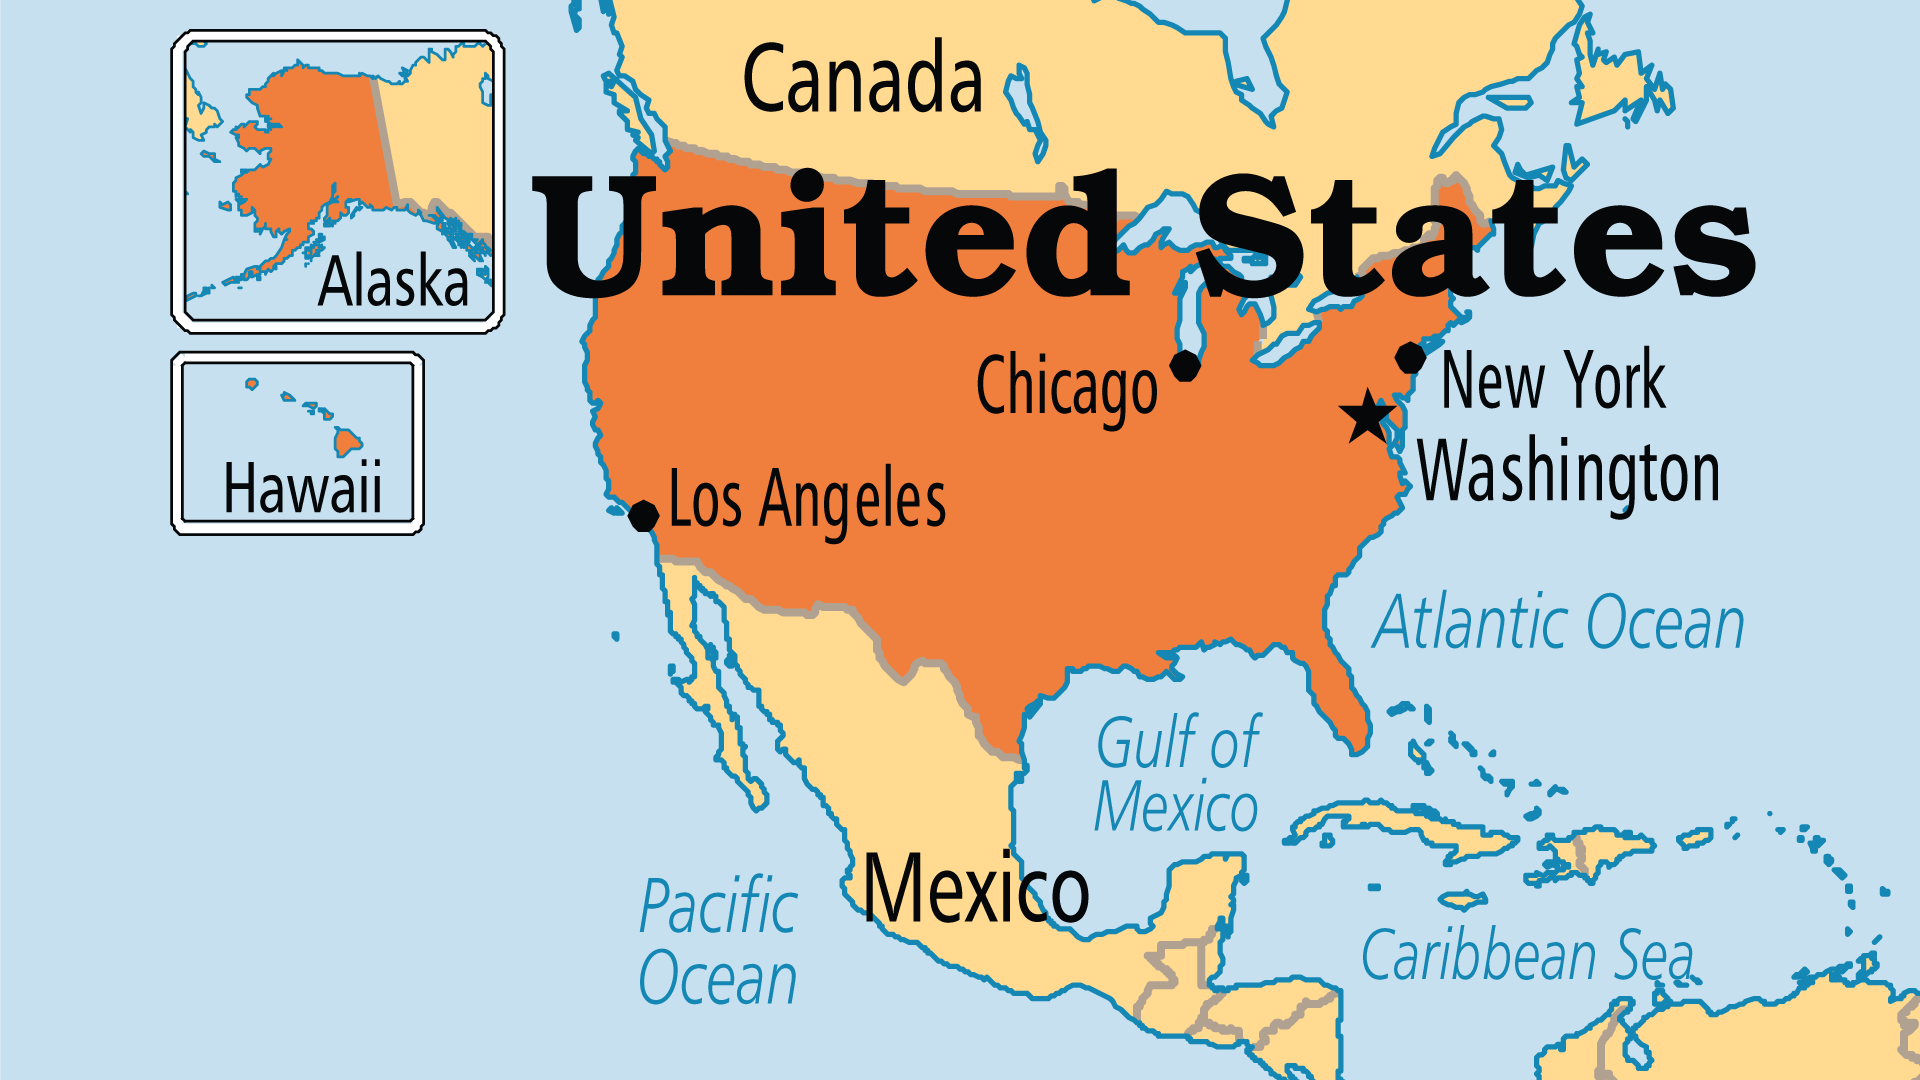 Canada
United States
Alaska
Hawaii
Chicago
New York
Washington
Los Angeles
Atlantic Ocean
Gulf of
Mexico
Mexico
Pacific
Ocean
Caribbean Sea